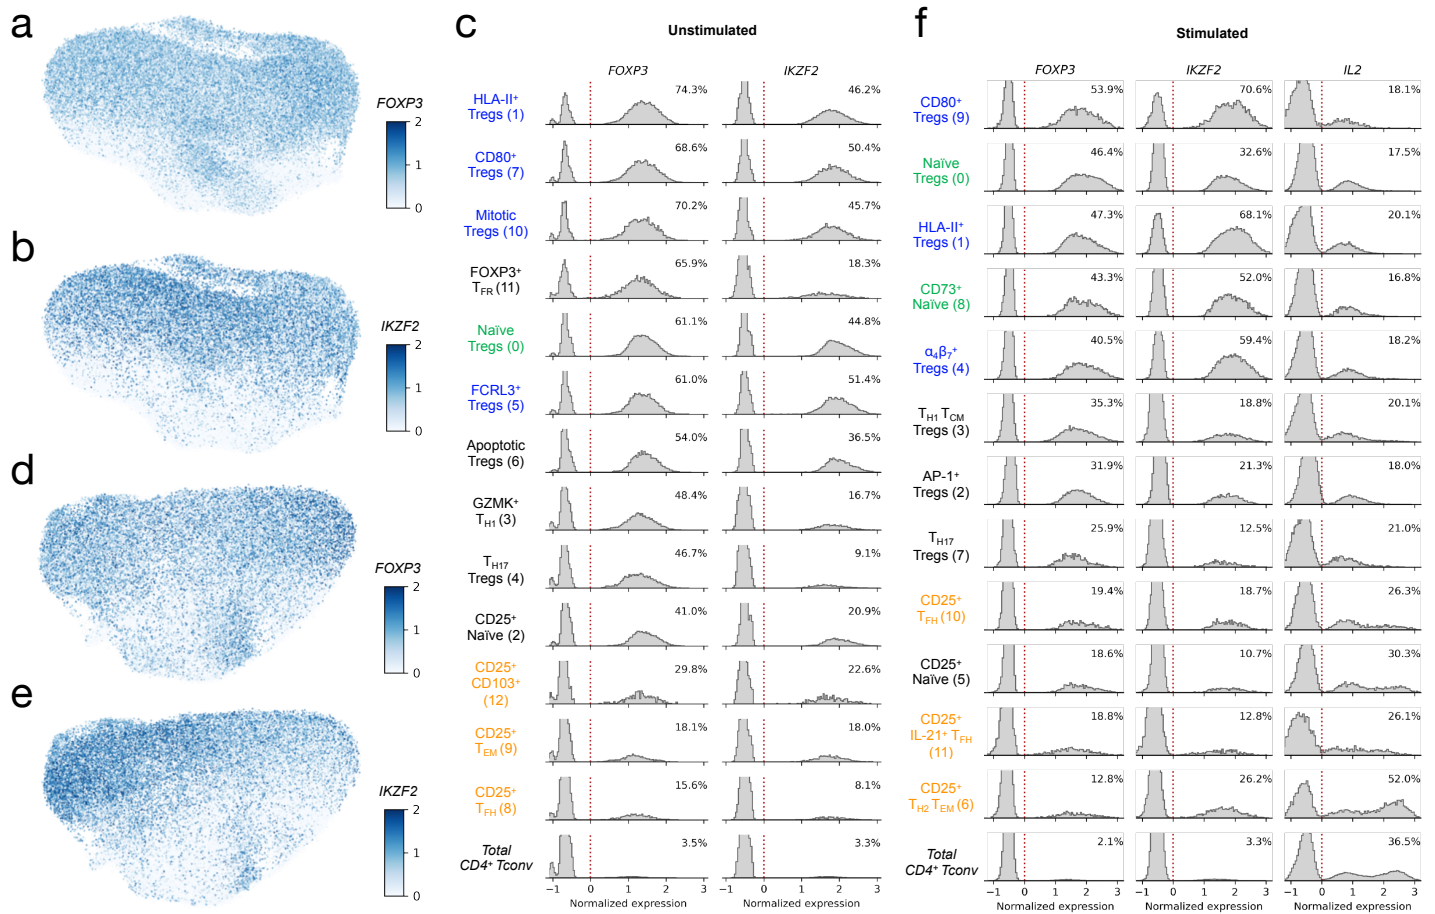 a
FOXP3
2
1
0
b
IKZF2
2
1
0
d
FOXP3
2
1
0
e
IKZF2
2
1
0
c
Unstimulated
FOXP3 IKZF2
HLA-II⁺
Tregs (1)
74.3% 46.2%
CD80⁺
Tregs (7)
68.6% 50.4%
Mitotic
Tregs (10)
70.2% 45.7%
FOXP3⁺
TFR (11)
65.9% 18.3%
Naïve
Tregs (0)
61.1% 44.8%
FCRL3⁺
Tregs (5)
61.0% 51.4%
Apoptotic
Tregs (6)
54.0% 36.5%
GZMK⁺
TH1 (3)
48.4% 16.7%
TH17
Tregs (4)
46.7% 9.1%
CD25⁺
Naïve (2)
41.0% 20.9%
CD25⁺
CD103⁺
(12)
29.8% 22.6%
CD25⁺
TEM (9)
18.1% 18.0%
CD25⁺
TFH (8)
15.6% 8.1%
Total
CD4⁺ Tconv
3.5% 3.3%
−1 0 1 2 3 −1 0 1 2 3
Normalized expression Normalized expression
f
Stimulated
FOXP3 IKZF2 IL2
CD80⁺
Tregs (9)
53.9% 70.6% 18.1%
Naïve
Tregs (0)
46.4% 32.6% 17.5%
HLA-II⁺
Tregs (1)
47.3% 68.1% 20.1%
CD73⁺
Naïve (8)
43.3% 52.0% 16.8%
α4β7⁺
Tregs (4)
40.5% 59.4% 18.2%
TH1 TCM
Tregs (3)
35.3% 18.8% 20.1%
AP-1⁺
Tregs (2)
31.9% 21.3% 18.0%
TH17
Tregs (7)
25.9% 12.5% 21.0%
CD25⁺
TFH (10)
19.4% 18.7% 26.3%
CD25⁺
Naïve (5)
18.6% 10.7% 30.3%
CD25⁺
IL-21⁺ TFH
(11)
18.8% 12.8% 26.1%
CD25⁺
TH2 TEM (6)
12.8% 26.2% 52.0%
Total
CD4⁺ Tconv
2.1% 3.3% 36.5%
−1 0 1 2 3 −1 0 1 2 3 −1 0 1 2 3
Normalized expression Normalized expression Normalized expression